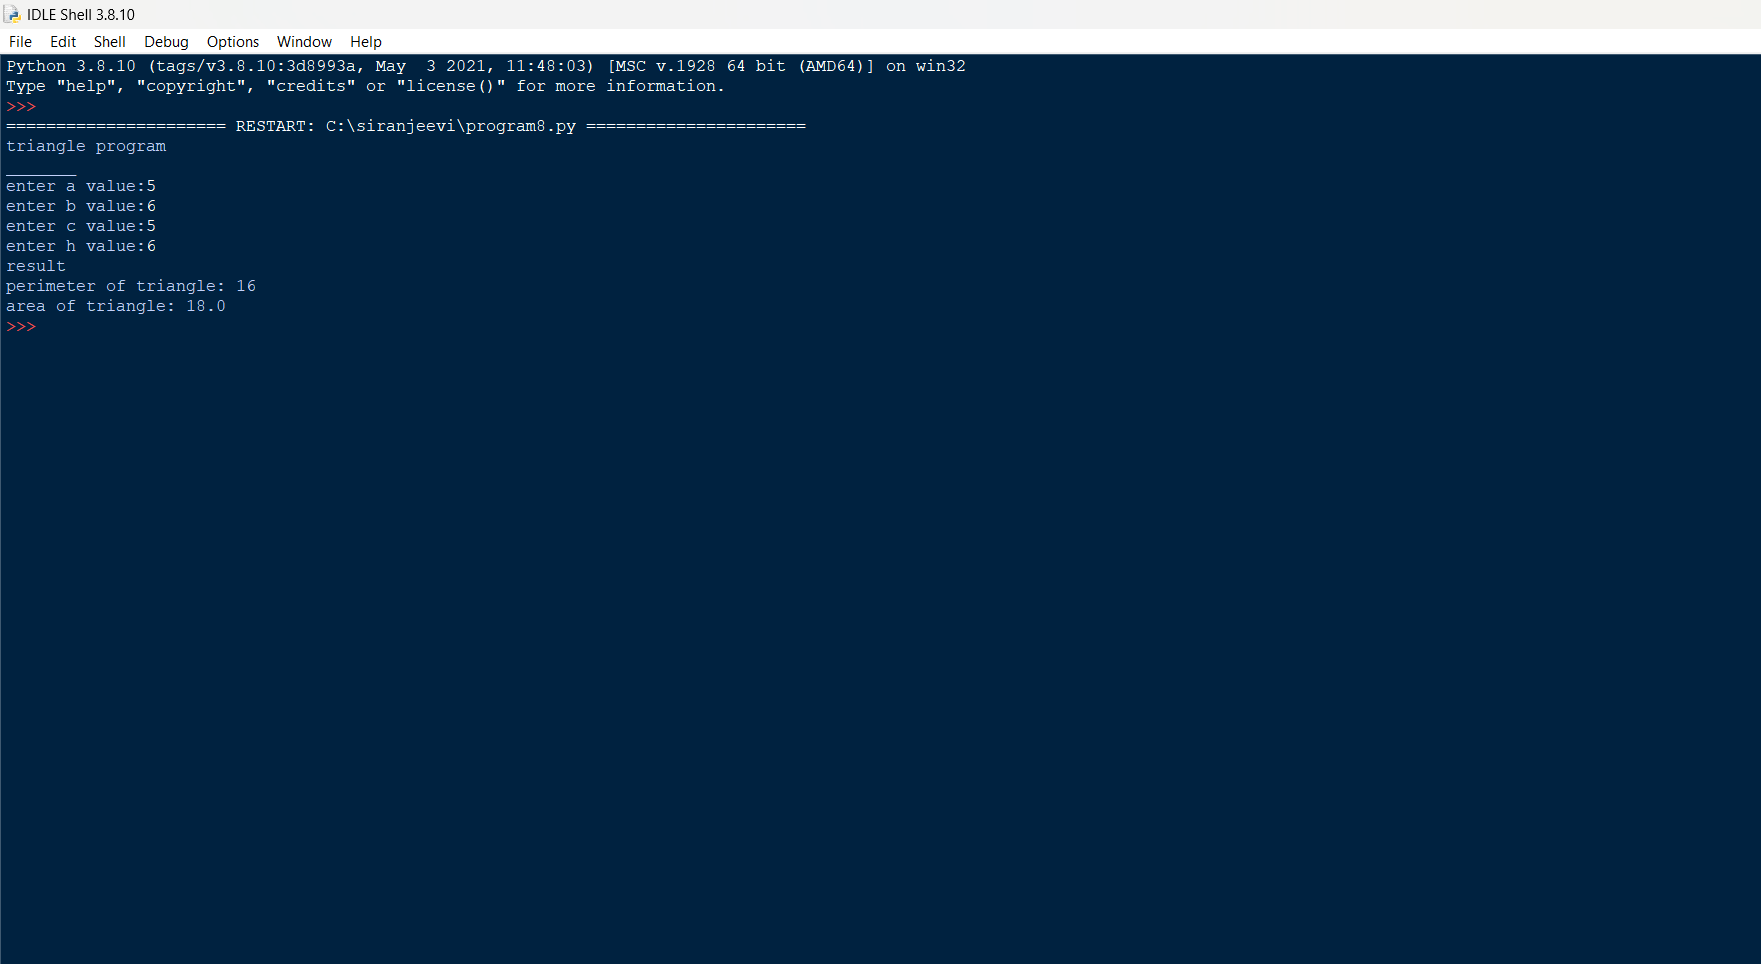 IDLE Shell 3.8.10
File Edit Shell Debug Options Window Help
Python 3.8.10 (tags/v3.8.10:3d8993a, May  3 2021, 11:48:03) [MSC v.1928 64 bit (AMD64)] on win32
Type "help", "copyright", "credits" or "license()" for more information.
>>>
====================== RESTART: C:\siranjeevi\program8.py ======================
triangle program
_______
enter a value:5
enter b value:6
enter c value:5
enter h value:6
result
perimeter of triangle: 16
area of triangle: 18.0
>>>